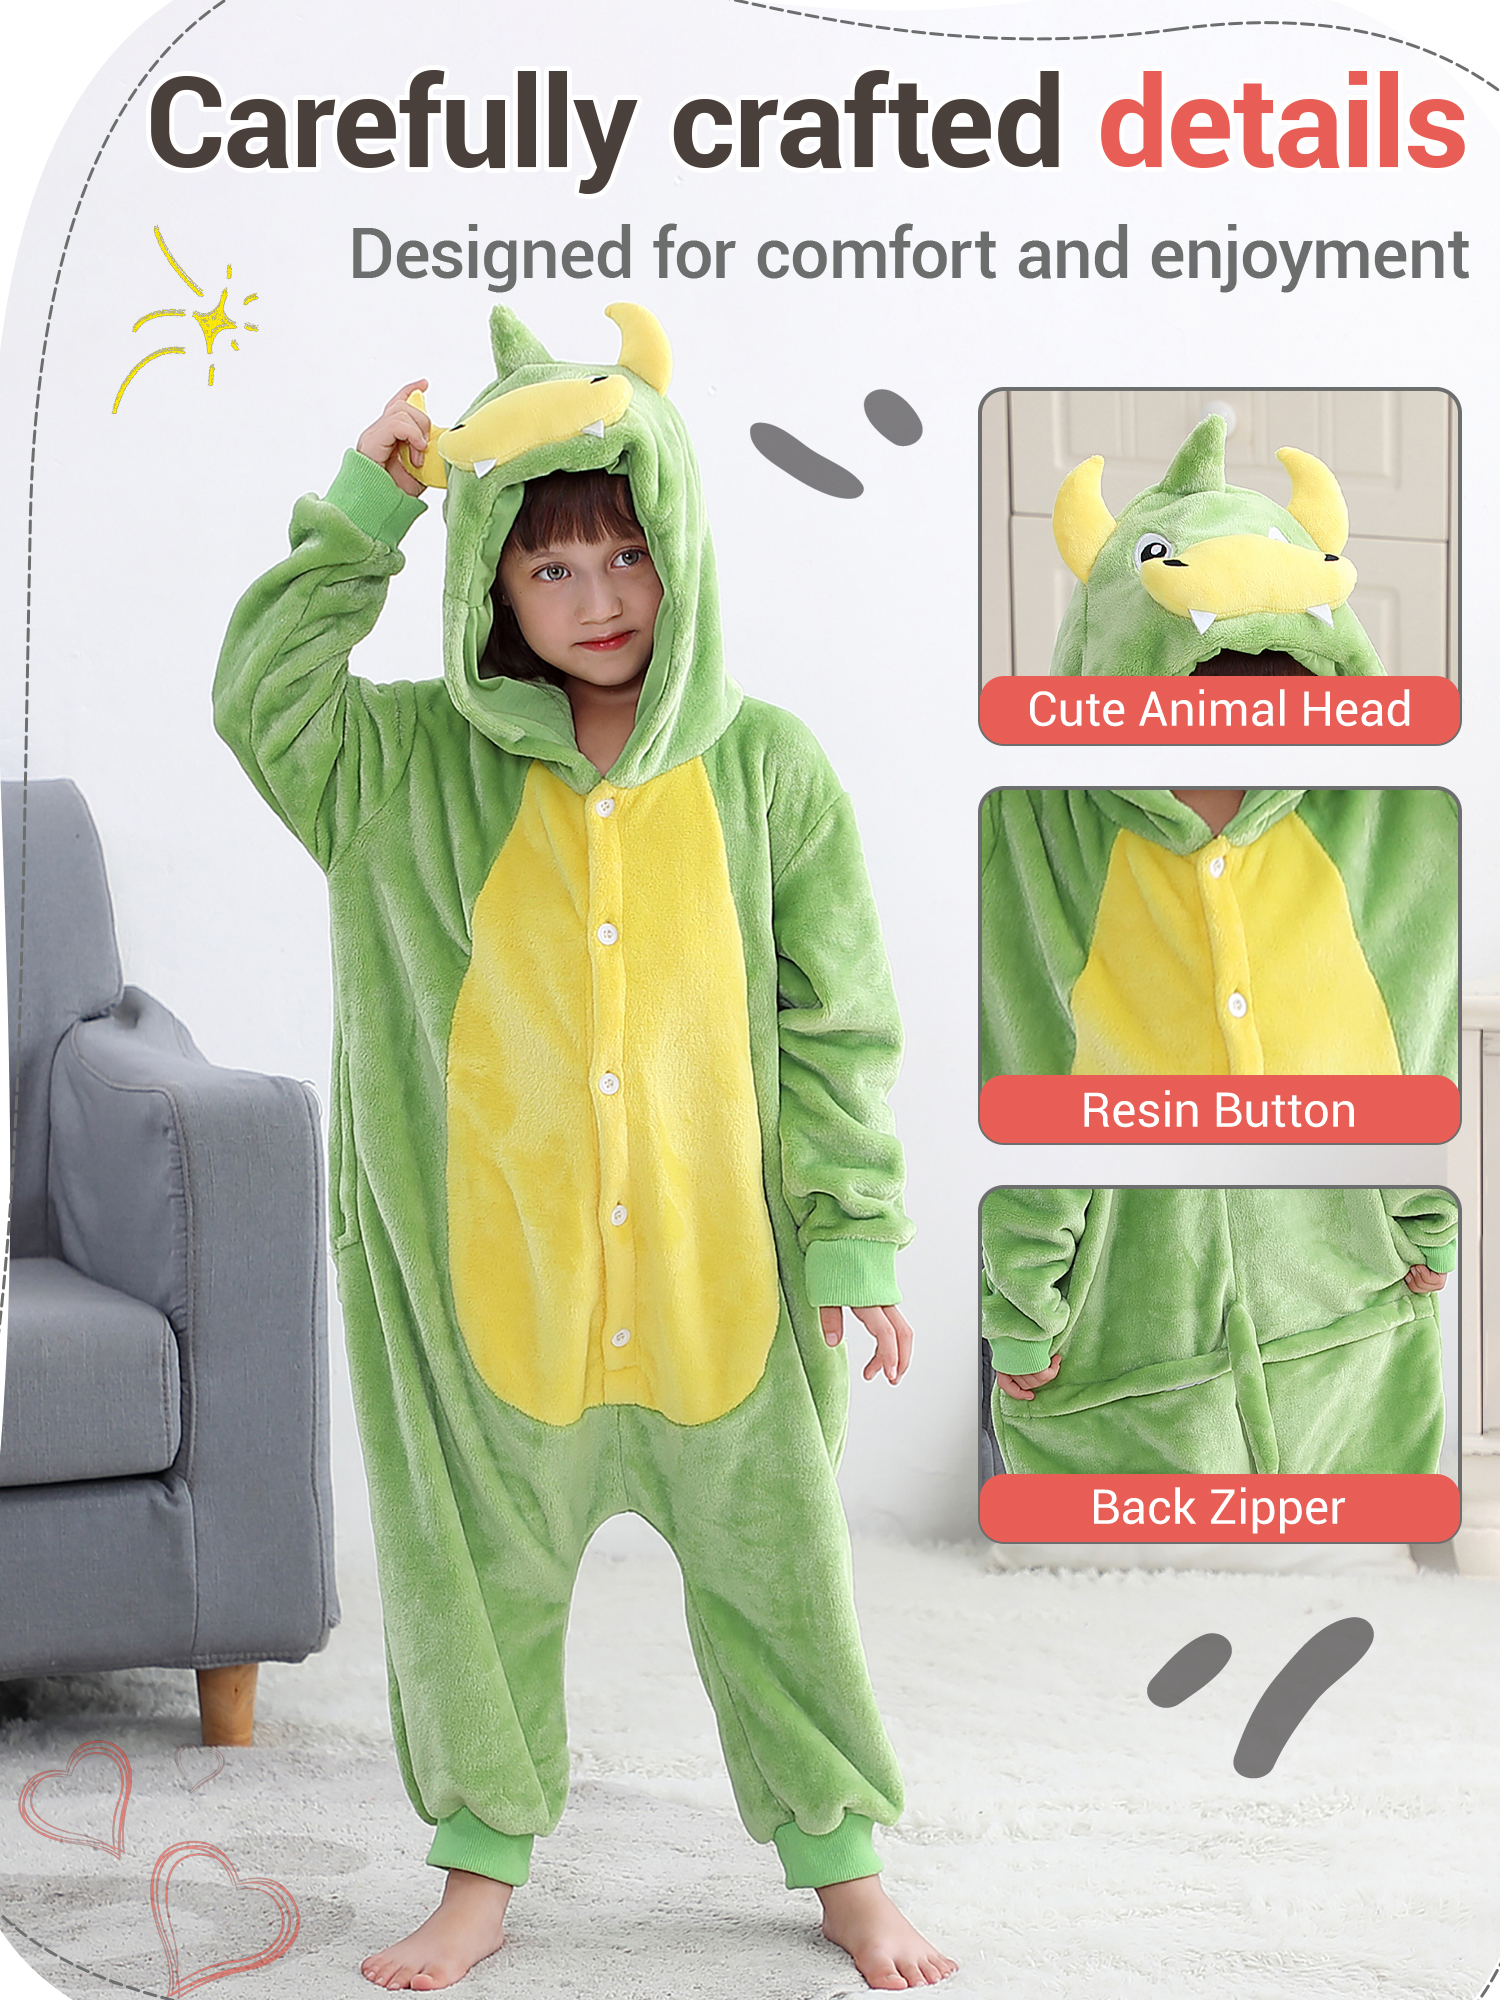 Carefully crafted details
Designed for comfort and enjoyment
Cute Animal Head
Resin Button
Back Zipper